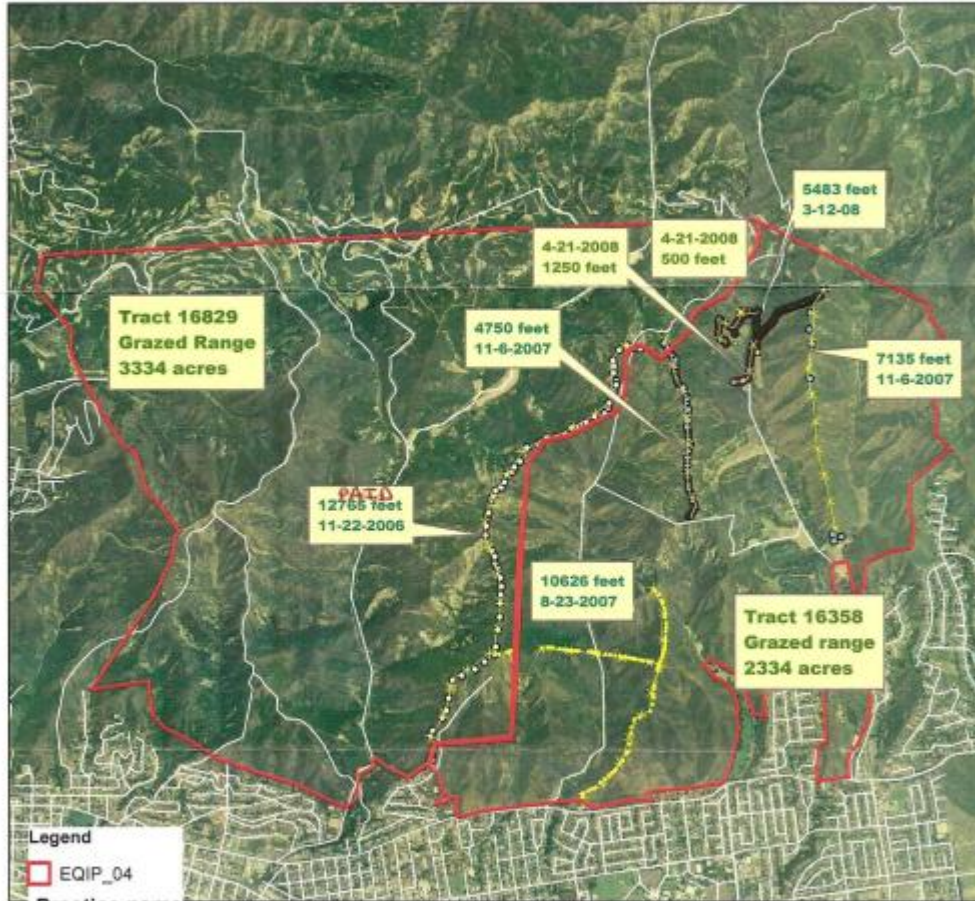 5483 feet
3-12-08
4-21-2008
500 feet
4-21-2008
1250 feet
Tract 16829
Grazed Range
3334 acres
4750 feet
11-6-2007
7135 feet
11-6-2007
PAID
12765 feet
11-22-2006
10626 feet
8-23-2007
Tract 16358
Grazed range
2334 acres
Legend
EQIP_04